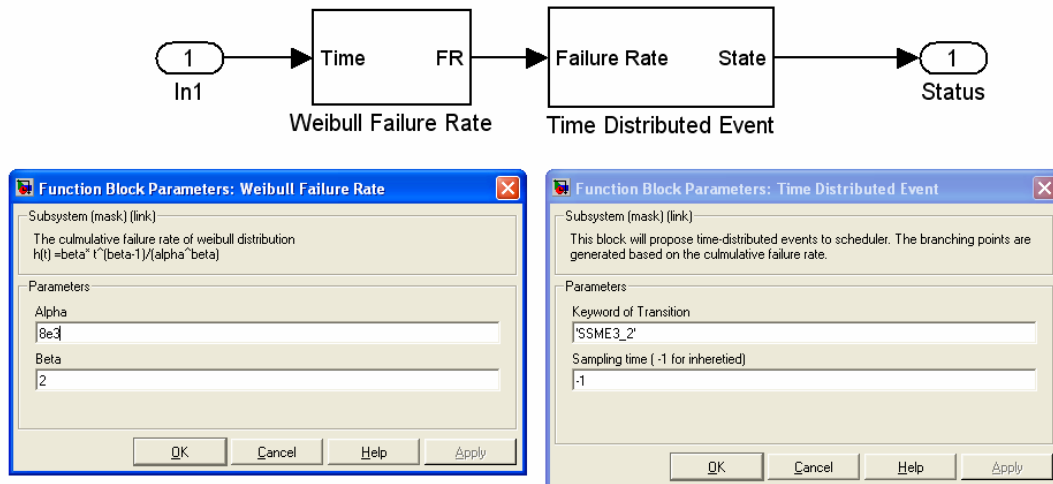 1
Time
FR
Failure Rate
State
1
In1
Status
Weibull Failure Rate
Time Distributed Event
Function Block Parameters: Weibull Failure Rate
Subsystem (mask) (link)
The culmulative failure rate of weibull distribution
h(t) =beta* t^(beta-1)/(alpha^beta)
Parameters
Alpha
8e3
Beta
2
OK
Cancel
Help
Apply
Function Block Parameters: Time Distributed Event
Subsystem (mask) (link)
This block will propose time-distributed events to scheduler. The branching points are
generated based on the culmulative failure rate.
Parameters
Keyword of Transition
'SSME3_2'
Sampling time ( -1 for inheretied)
-1
OK
Cancel
Help
Apply